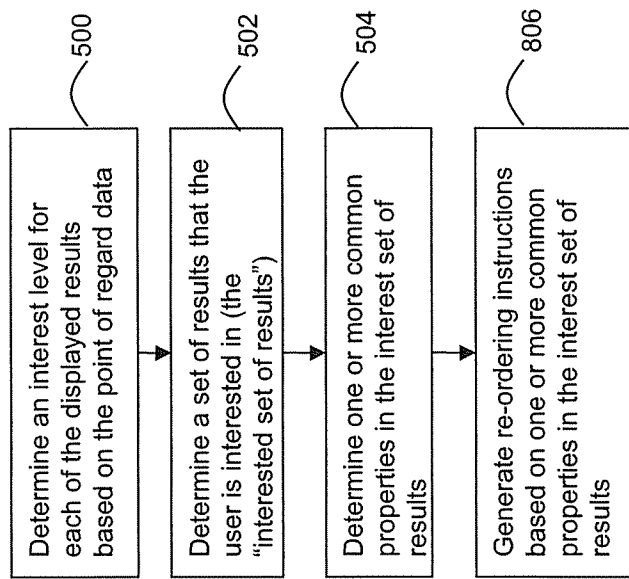 Determine an interest level for
each of the displayed results
based on the point of regard data
500
Determine a set of results that the
user is interested in (the
“interested set of results”)
502
Determine one or more common
properties in the interest set of
results
504
Generate re-ordering instructions
based on one or more common
properties in the interest set of
results
806